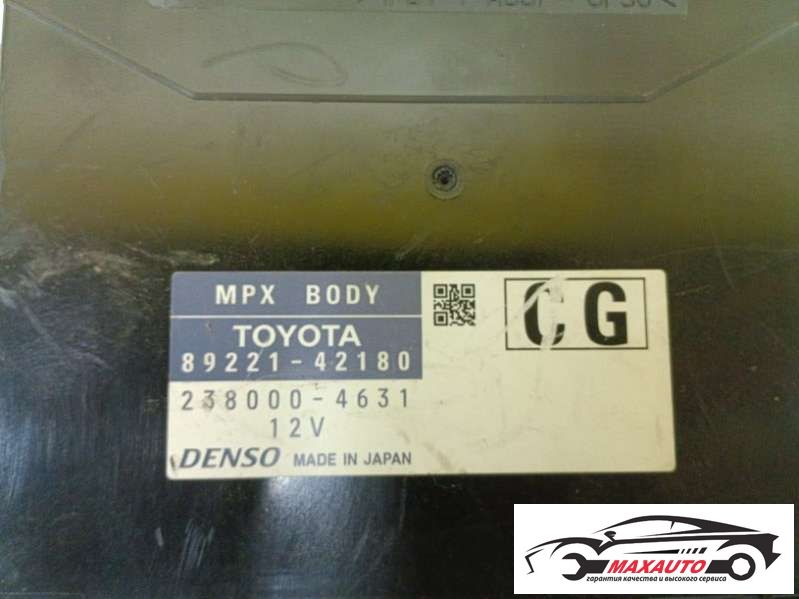 MPX BODY
TOYOTA
89221-42180
CG
238000-4631
12V
DENSO MADE IN JAPAN
MAXAUTO
гарантия качества и высокого сервиса